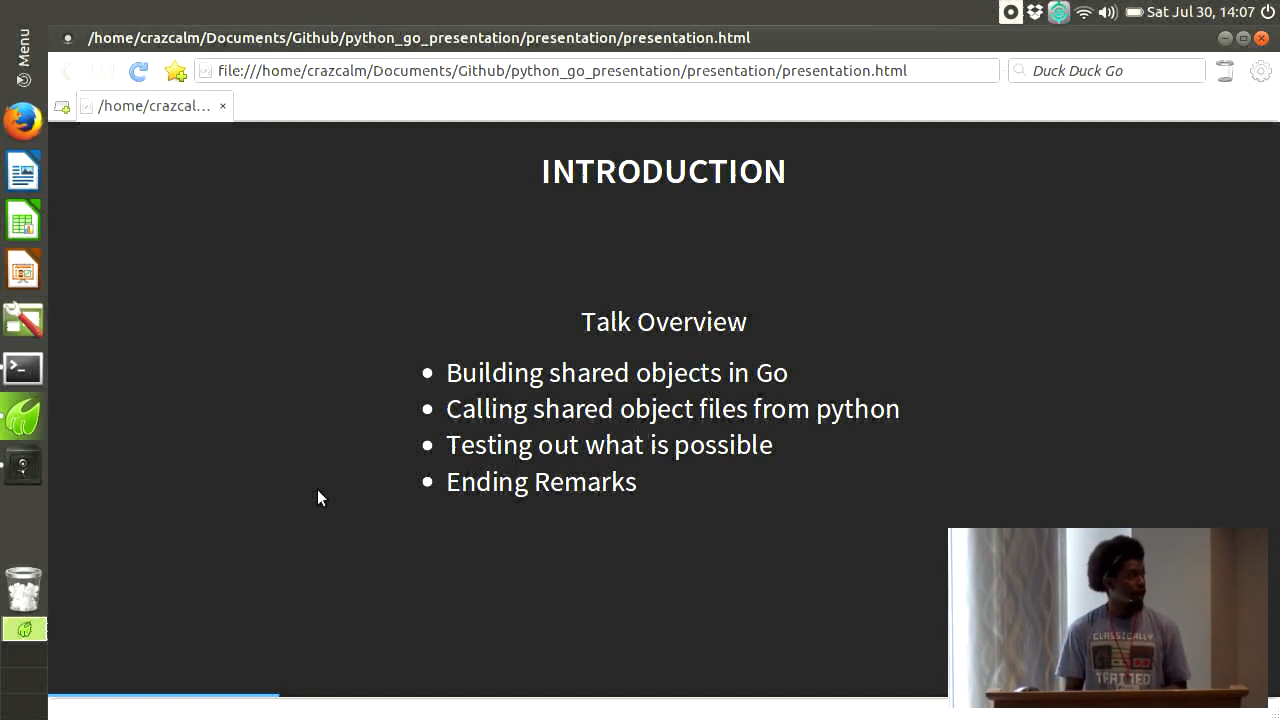 Sat Jul 30, 14:07
Menu
/home/crazcalm/Documents/Github/python_go_presentation/presentation/presentation.html
file:///home/crazcalm/Documents/Github/python_go_presentation/presentation/presentation.html
Duck Duck Go
/home/crazcal...
INTRODUCTION
Talk Overview
Building shared objects in Go
Calling shared object files from python
Testing out what is possible
Ending Remarks
CLASSICALLY